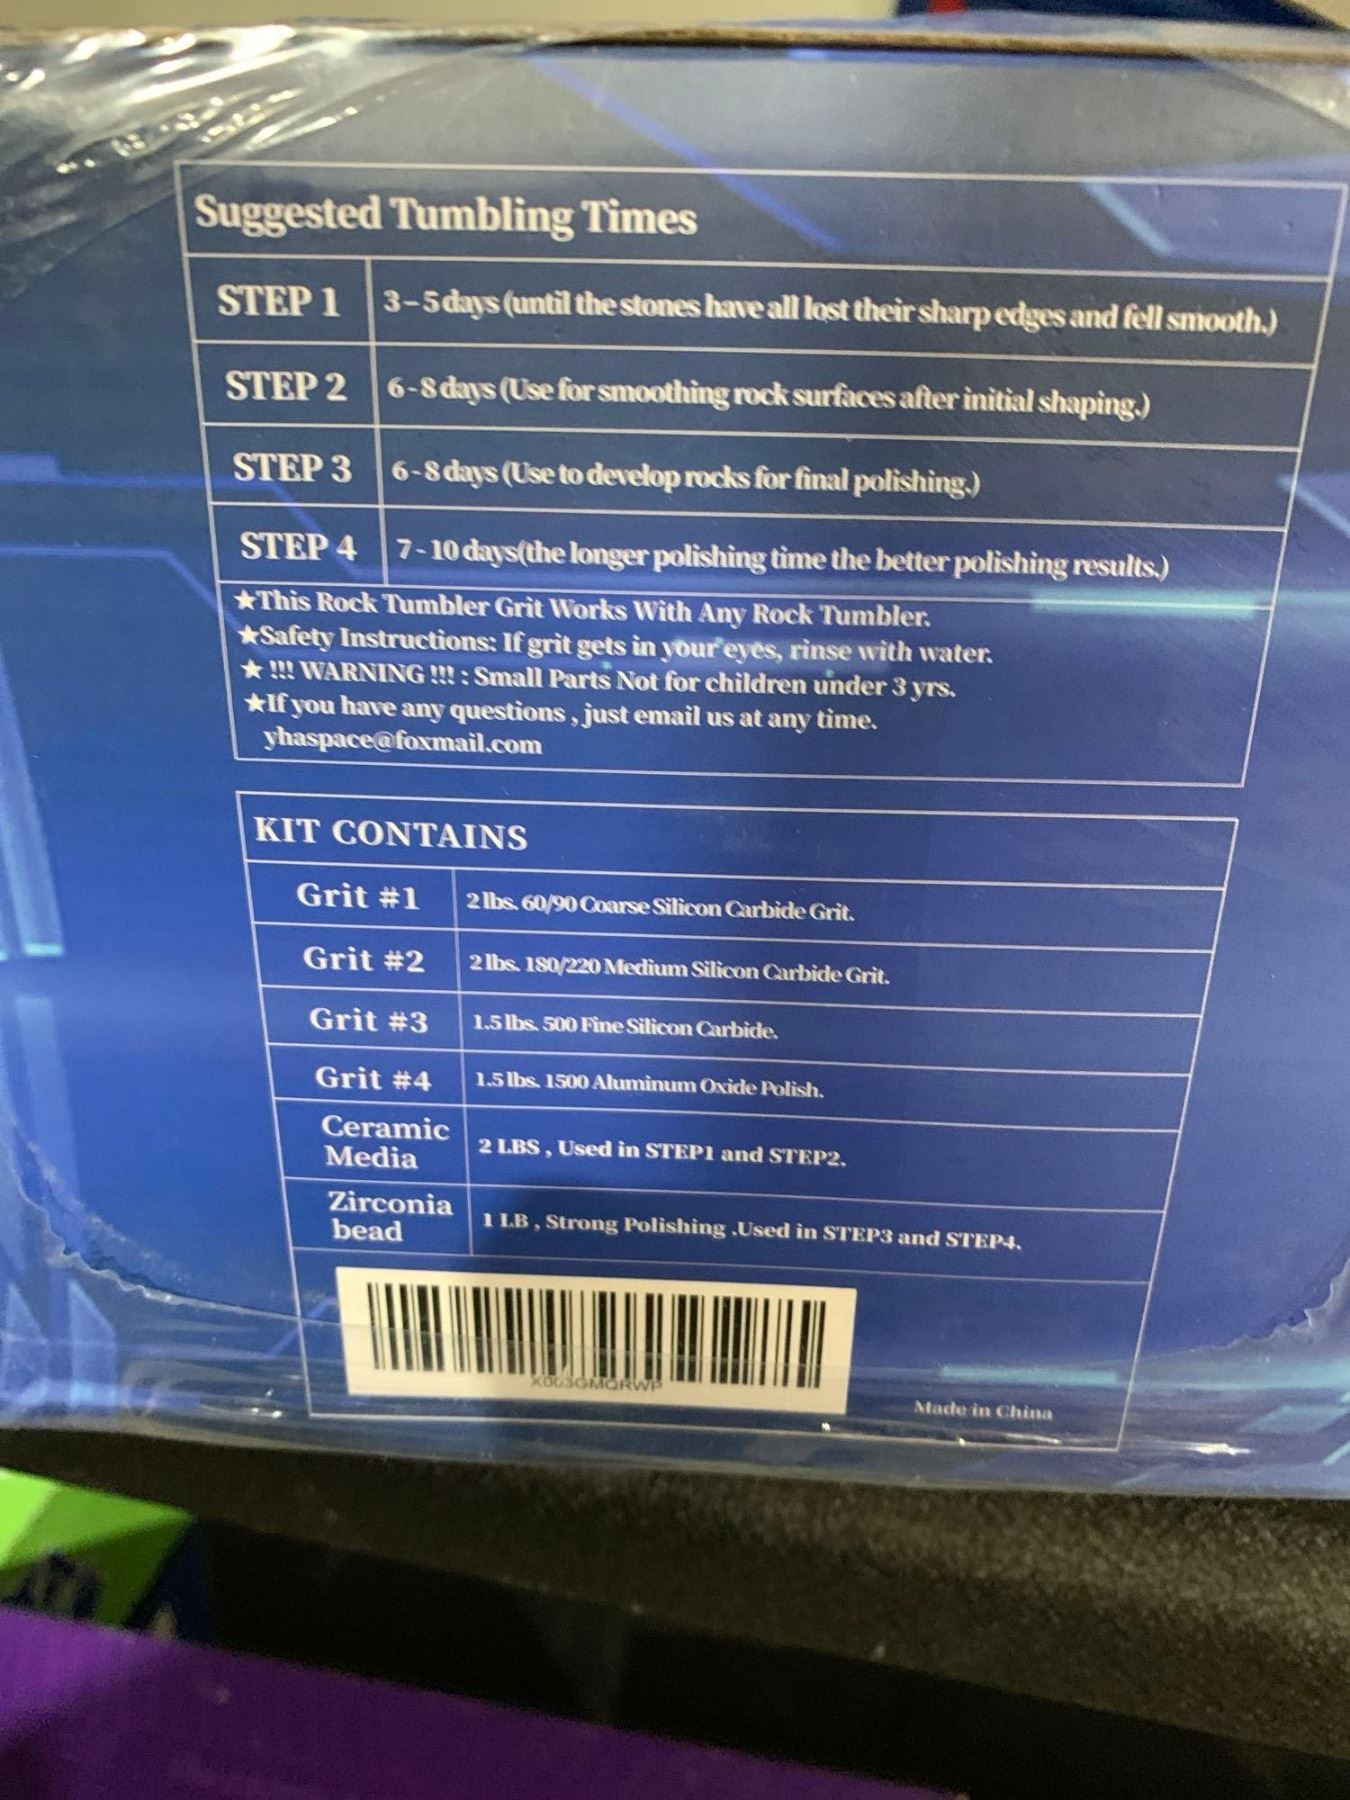 Suggested Tumbling Times
STEP 1 3-5 days (until the stones have all lost their sharp edges and fell smooth.)
STEP 2 6-8 days (Use for smoothing rock surfaces after initial shaping.)
STEP 3 6-8 days (Use to develop rocks for final polishing.)
STEP 4 7-10 days(the longer polishing time the better polishing results.)
★This Rock Tumbler Grit Works With Any Rock Tumbler.
★Safety Instructions: If grit gets in your eyes, rinse with water.
★ !!! WARNING !!! : Small Parts Not for children under 3 yrs.
★If you have any questions , just email us at any time.
yhaspace@foxmail.com
KIT CONTAINS
Grit #1 2 lbs. 60/90 Coarse Silicon Carbide Grit.
Grit #2 2 lbs. 180/220 Medium Silicon Carbide Grit.
Grit #3 1.5 lbs. 500 Fine Silicon Carbide.
Grit #4 1.5 lbs. 1500 Aluminum Oxide Polish.
Ceramic
Media 2 LBS , Used in STEP1 and STEP2.
Zirconia
bead 1 LB , Strong Polishing .Used in STEP3 and STEP4.
X003GMQRWP
Made in China